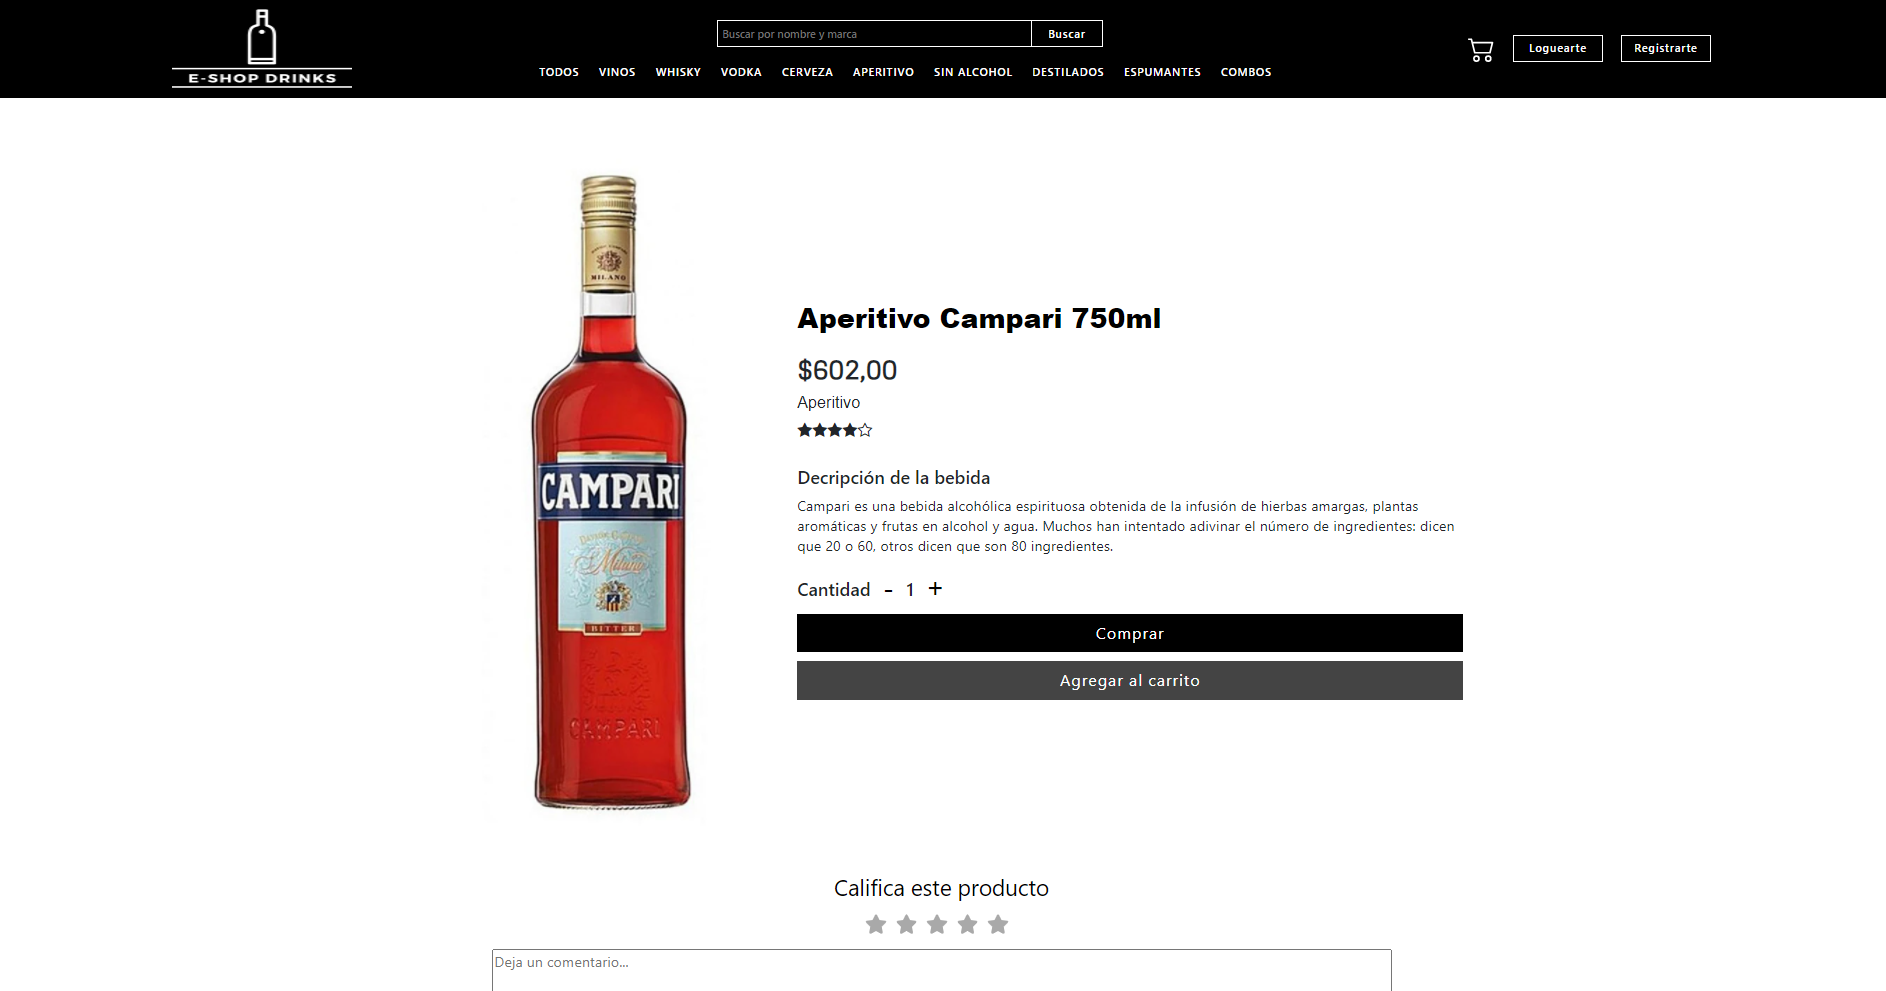 E-SHOP DRINKS
Buscar por nombre y marca
Buscar
TODOS VINOS WHISKY VODKA CERVEZA APERITIVO SIN ALCOHOL DESTILADOS ESPUMANTES COMBOS
Loguearte
Registrarte
MILANO
CAMPARI
Milano
BITTER
CAMPARI
Aperitivo Campari 750ml
$602,00
Aperitivo
Decripción de la bebida
Campari es una bebida alcohólica espirituosa obtenida de la infusión de hierbas amargas, plantas
aromáticas y frutas en alcohol y agua. Muchos han intentado adivinar el número de ingredientes: dicen
que 20 o 60, otros dicen que son 80 ingredientes.
Cantidad - 1 +
Comprar
Agregar al carrito
Califica este producto
Deja un comentario...